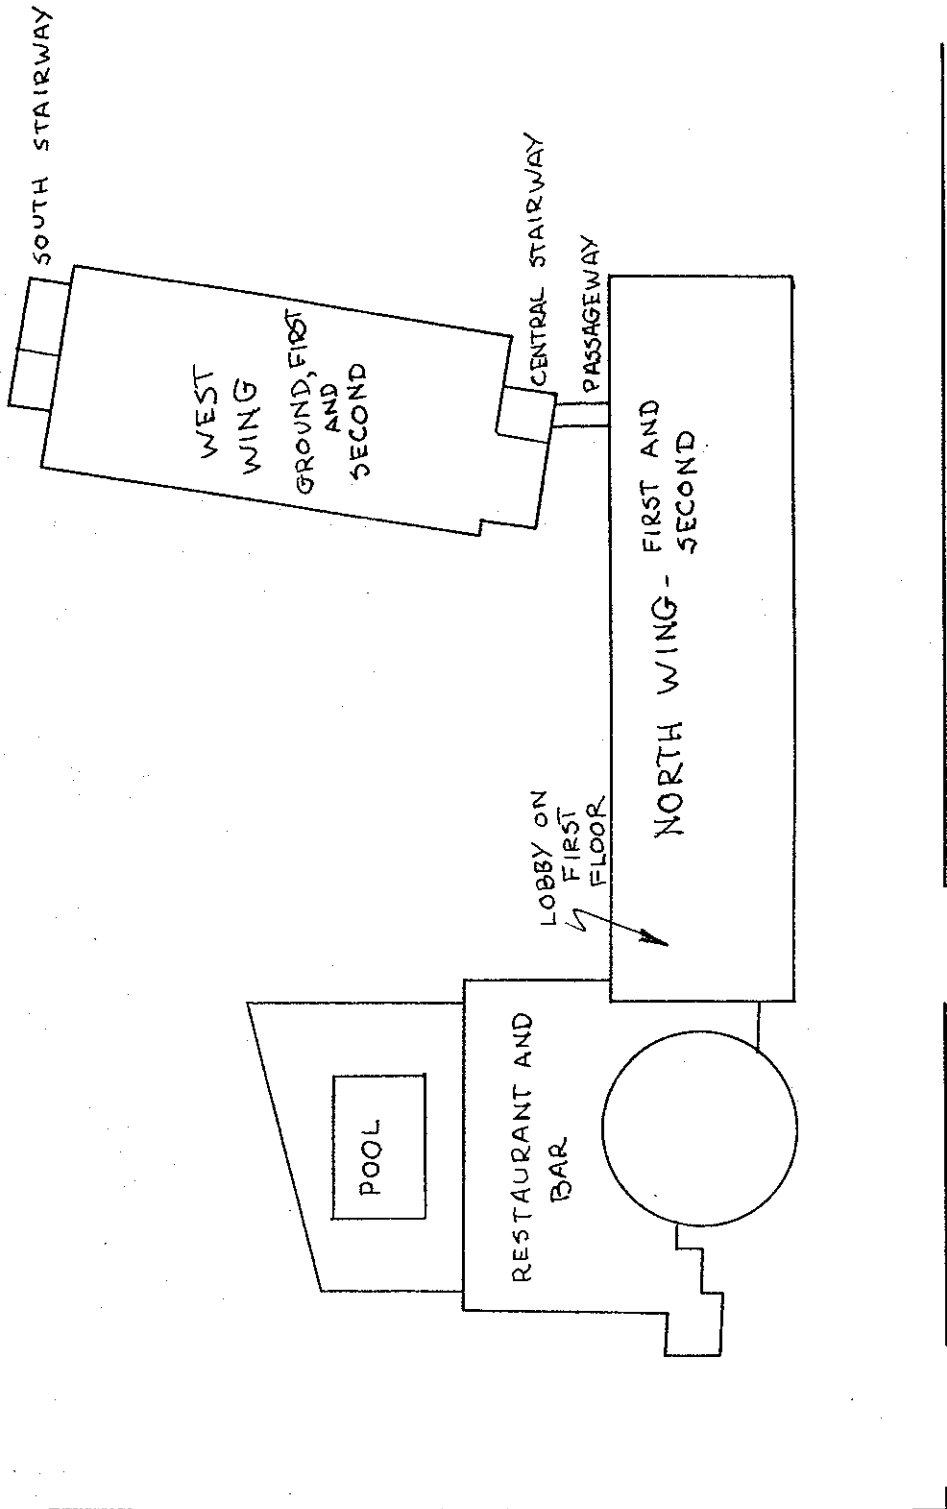 SOUTH STAIRWAY
WEST
WING
GROUND, FIRST
AND
SECOND
CENTRAL STAIRWAY
PASSAGEWAY
NORTH WING - FIRST AND
SECOND
LOBBY ON
FIRST
FLOOR
POOL
RESTAURANT AND
BAR